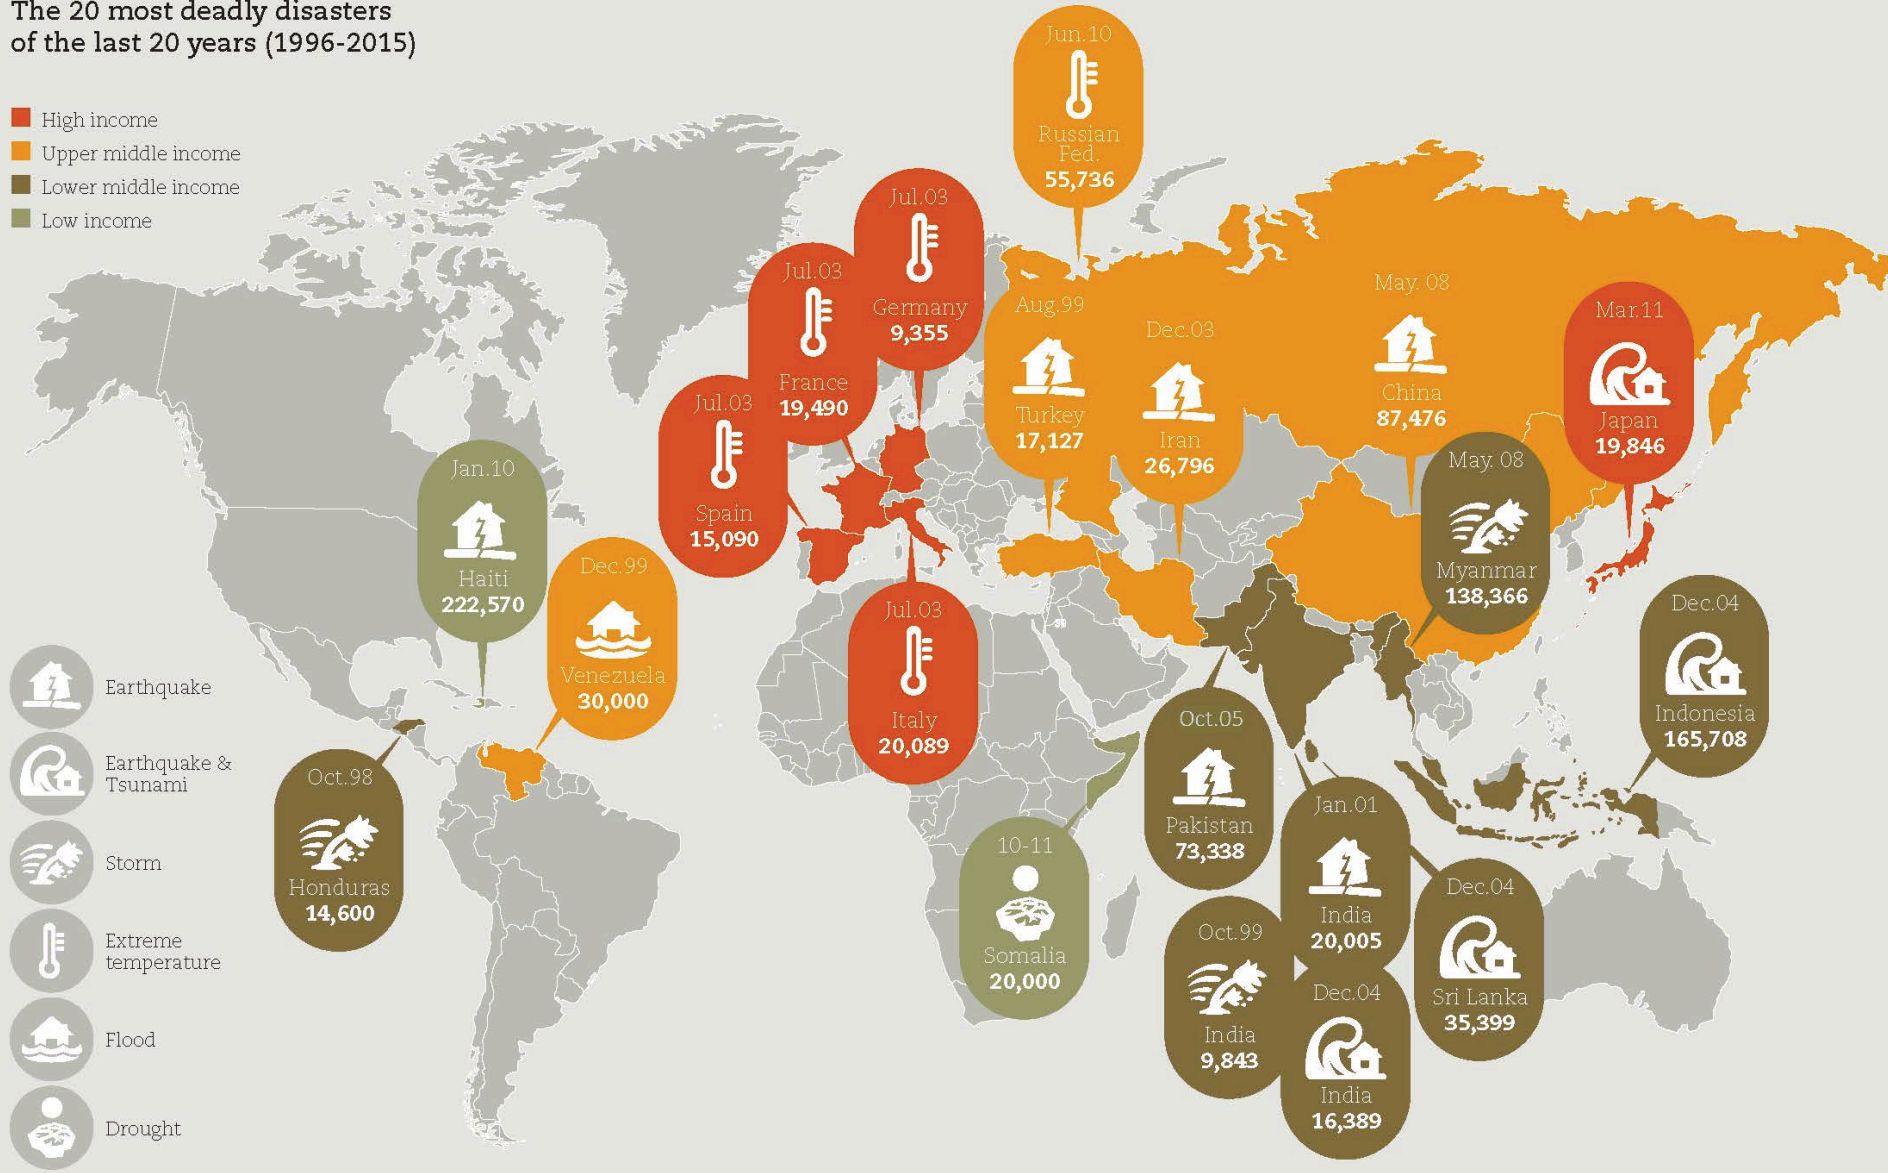 The 20 most deadly disasters
of the last 20 years (1996-2015)
High income
Upper middle income
Lower middle income
Low income
Jun.10
Russian
Fed.
55,736
Jul.03
Germany
9,355
Jul.03
France
19,490
Jul.03
Spain
15,090
Aug.99
Turkey
17,127
Dec.03
Iran
26,796
May. 08
China
87,476
Mar.11
Japan
19,846
May. 08
Myanmar
138,366
Jan.10
Haiti
222,570
Dec.99
Venezuela
30,000
Jul.03
Italy
20,089
Dec.04
Indonesia
165,708
Oct.98
Honduras
14,600
Oct.05
Pakistan
73,338
10-11
Somalia
20,000
Jan.01
India
20,005
Dec.04
Sri Lanka
35,399
Oct.99
India
9,843
Dec.04
India
16,389
Earthquake
Earthquake &
Tsunami
Storm
Extreme
temperature
Flood
Drought